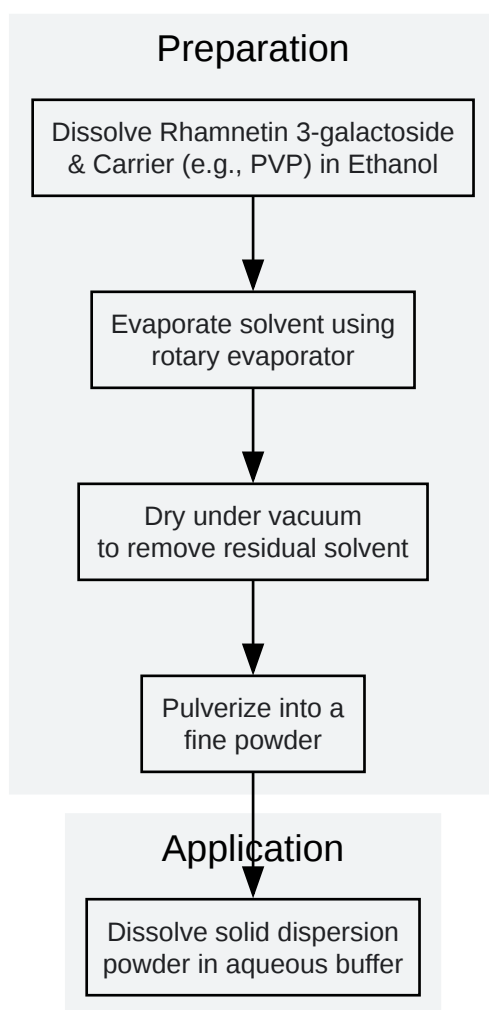 Preparation
Dissolve Rhamnetin 3-galactoside
& Carrier (e.g., PVP) in Ethanol
Evaporate solvent using
rotary evaporator
Dry under vacuum
to remove residual solvent
Pulverize into a
fine powder
Application
Dissolve solid dispersion
powder in aqueous buffer